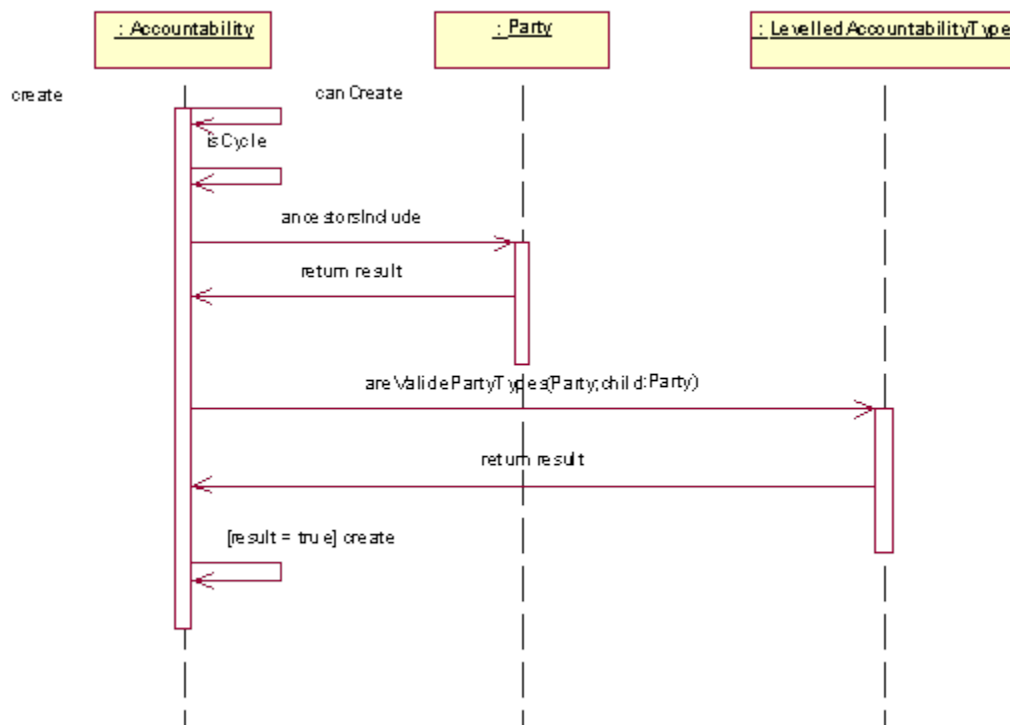 : Accountability
: Party
: LevelledAccountabilityType
create
canCreate
isCycle
ancestorsInclude
return result
areValidePartyTypes(Party;child:Party)
return result
[result = true] create